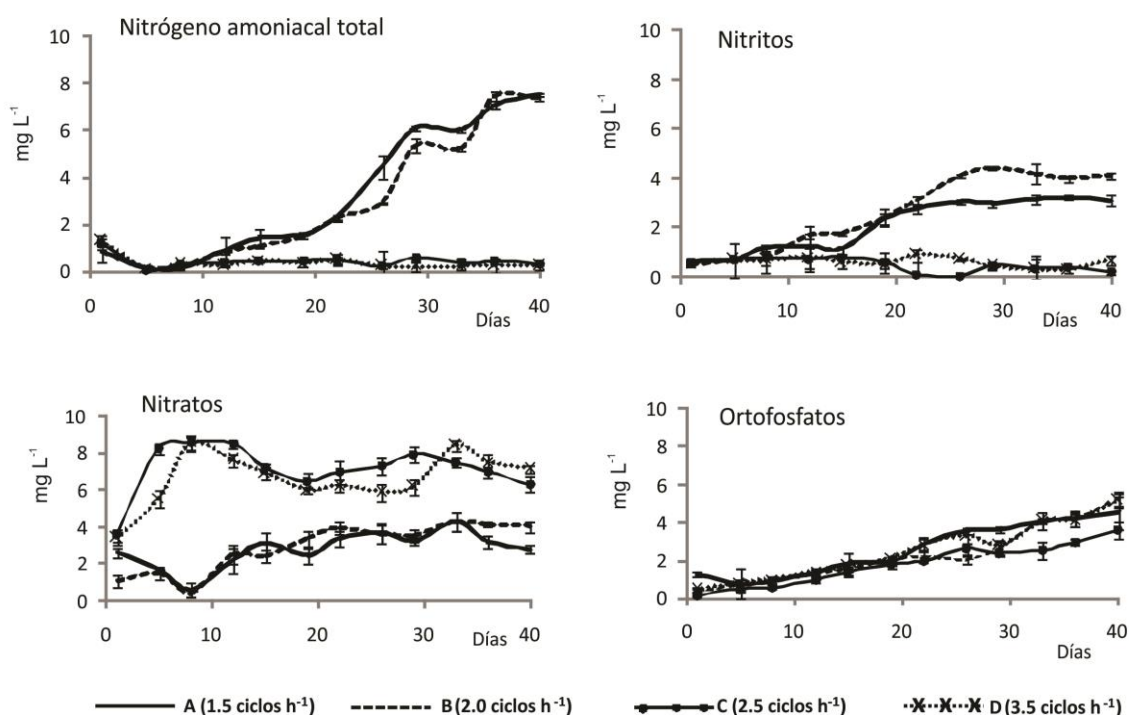 Nitrógeno amoniacal total
10
8
6
4
2
0
mg L⁻¹
0 10 20 30 40
Días
Nitritos
10
8
6
4
2
0
mg L⁻¹
0 10 20 30 40
Días
Nitratos
10
8
6
4
2
0
mg L⁻¹
0 10 20 30 40
Días
Ortofosfatos
10
8
6
4
2
0
mg L⁻¹
0 10 20 30 40
Días
A (1.5 ciclos h⁻¹) B (2.0 ciclos h⁻¹) C (2.5 ciclos h⁻¹) D (3.5 ciclos h⁻¹)